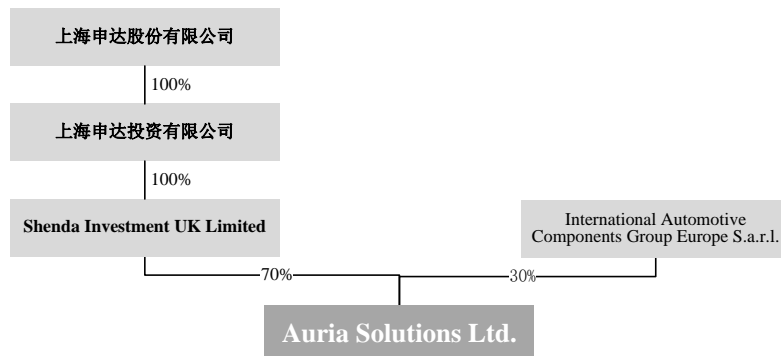 上海申达股份有限公司
100%
上海申达投资有限公司
100%
Shenda Investment UK Limited
International Automotive
Components Group Europe S.a.r.l.
70%
30%
Auria Solutions Ltd.